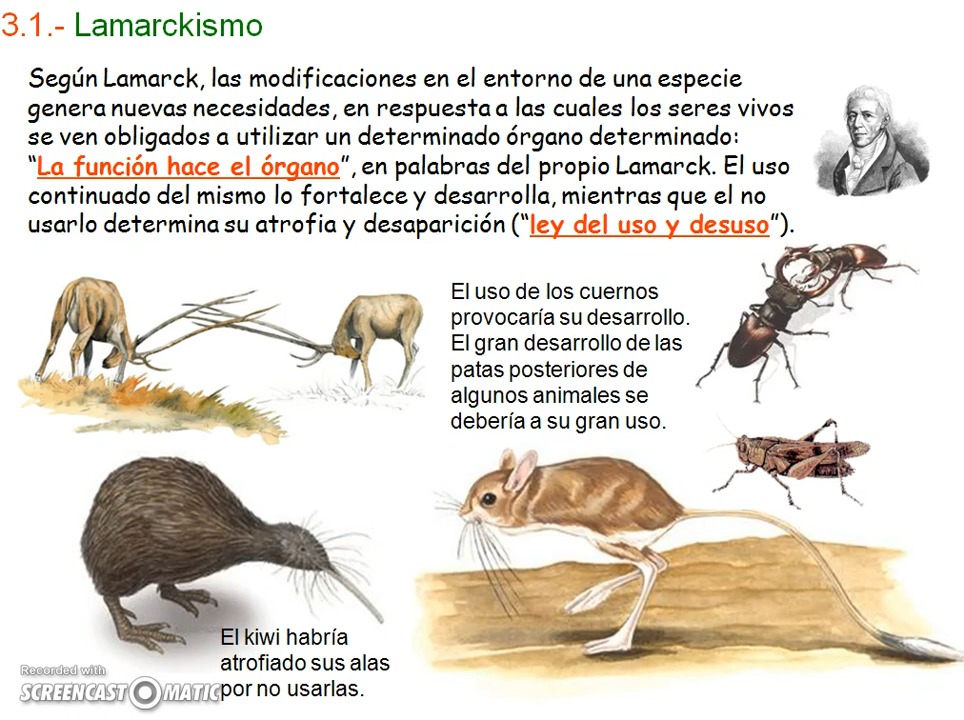 3.1.- Lamarckismo
Según Lamarck, las modificaciones en el entorno de una especie
genera nuevas necesidades, en respuesta a las cuales los seres vivos
se ven obligados a utilizar un determinado órgano determinado:
“La función hace el órgano”, en palabras del propio Lamarck. El uso
continuado del mismo lo fortalece y desarrolla, mientras que el no
usarlo determina su atrofia y desaparición (“ley del uso y desuso”).
El uso de los cuernos
provocaría su desarrollo.
El gran desarrollo de las
patas posteriores de
algunos animales se
debería a su gran uso.
El kiwi habría
atrofiado sus alas
por no usarlas.
Recorded with
SCREENCAST-O-MATIC